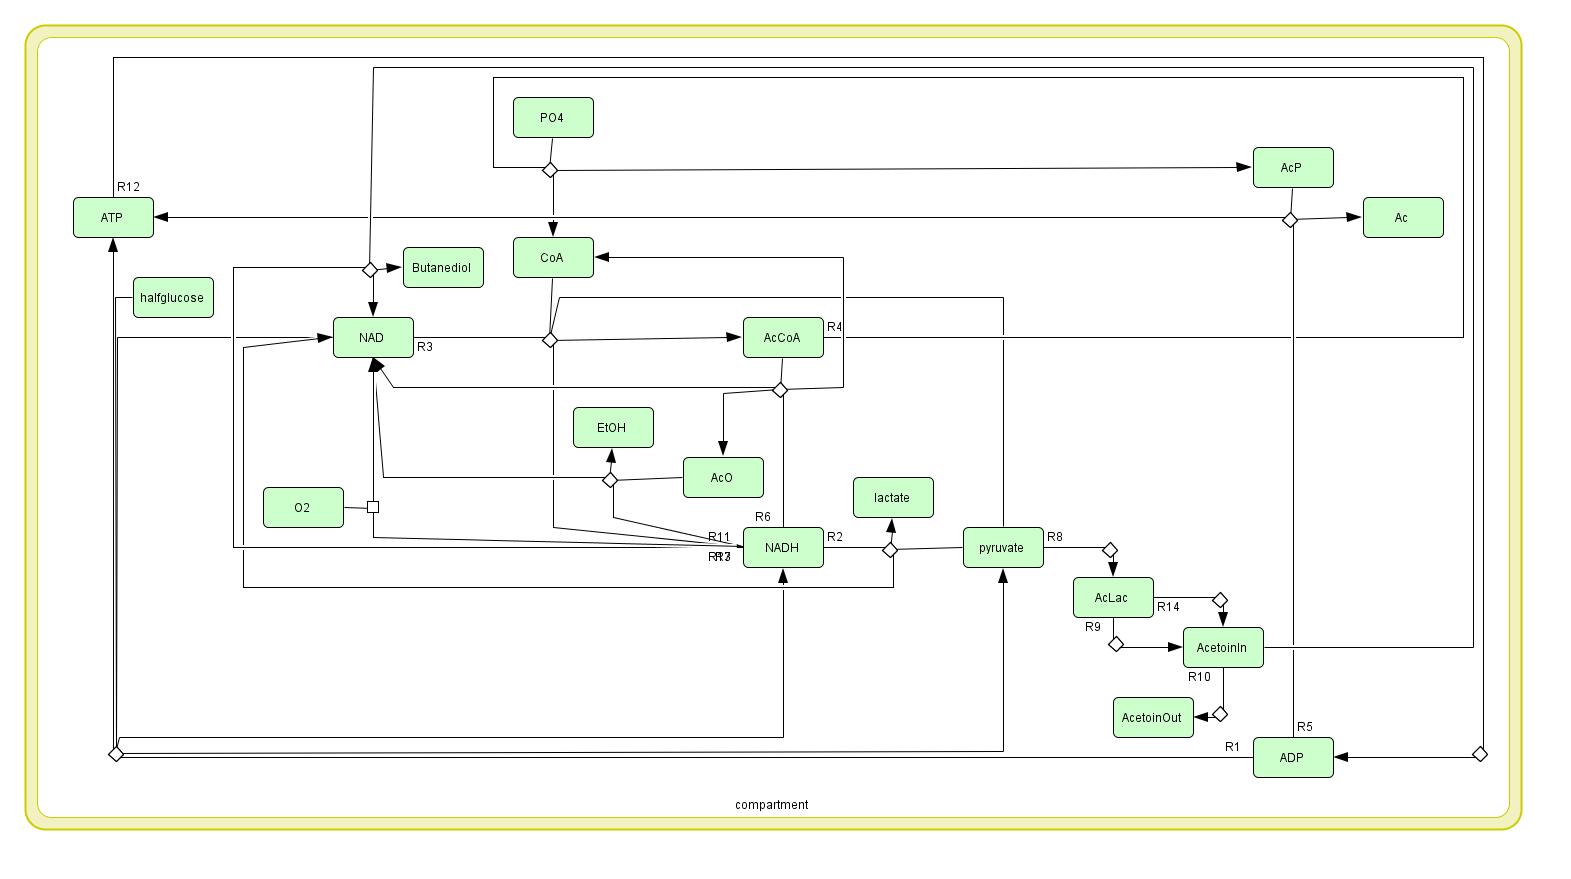 PO4
AcP
R12
ATP
Ac
CoA
Butanediol
halfglucose
NAD
R3
AcCoA
R4
EtOH
AcO
lactate
O2
R6
R11
NADH
R2
pyruvate
R8
R7
AcLac
R14
R9
AcetoinIn
R10
AcetoinOut
R5
R1
ADP
compartment